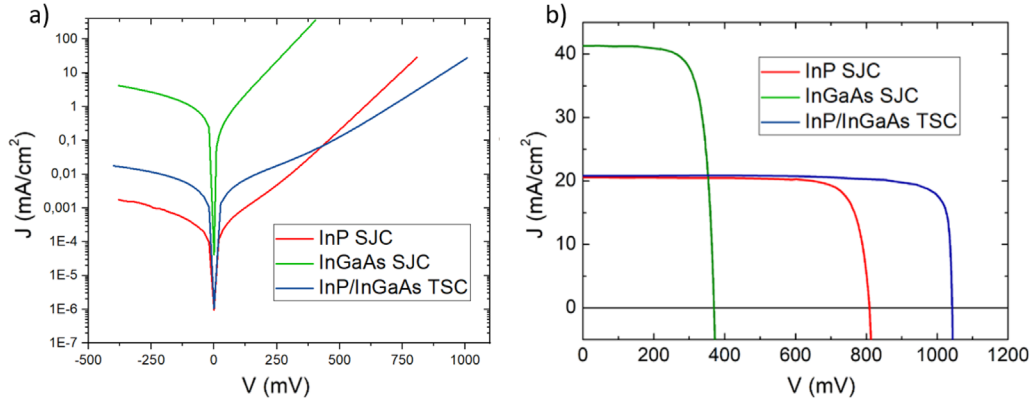 a)
J (mA/cm²)
100
10
1
0,1
0,01
0,001
1E-4
1E-5
1E-6
1E-7
InP SJC
InGaAs SJC
InP/InGaAs TSC
-500 -250 0 250 500 750 1000
V (mV)
b)
J (mA/cm²)
40
30
20
10
0
InP SJC
InGaAs SJC
InP/InGaAs TSC
0 200 400 600 800 1000 1200
V (mV)